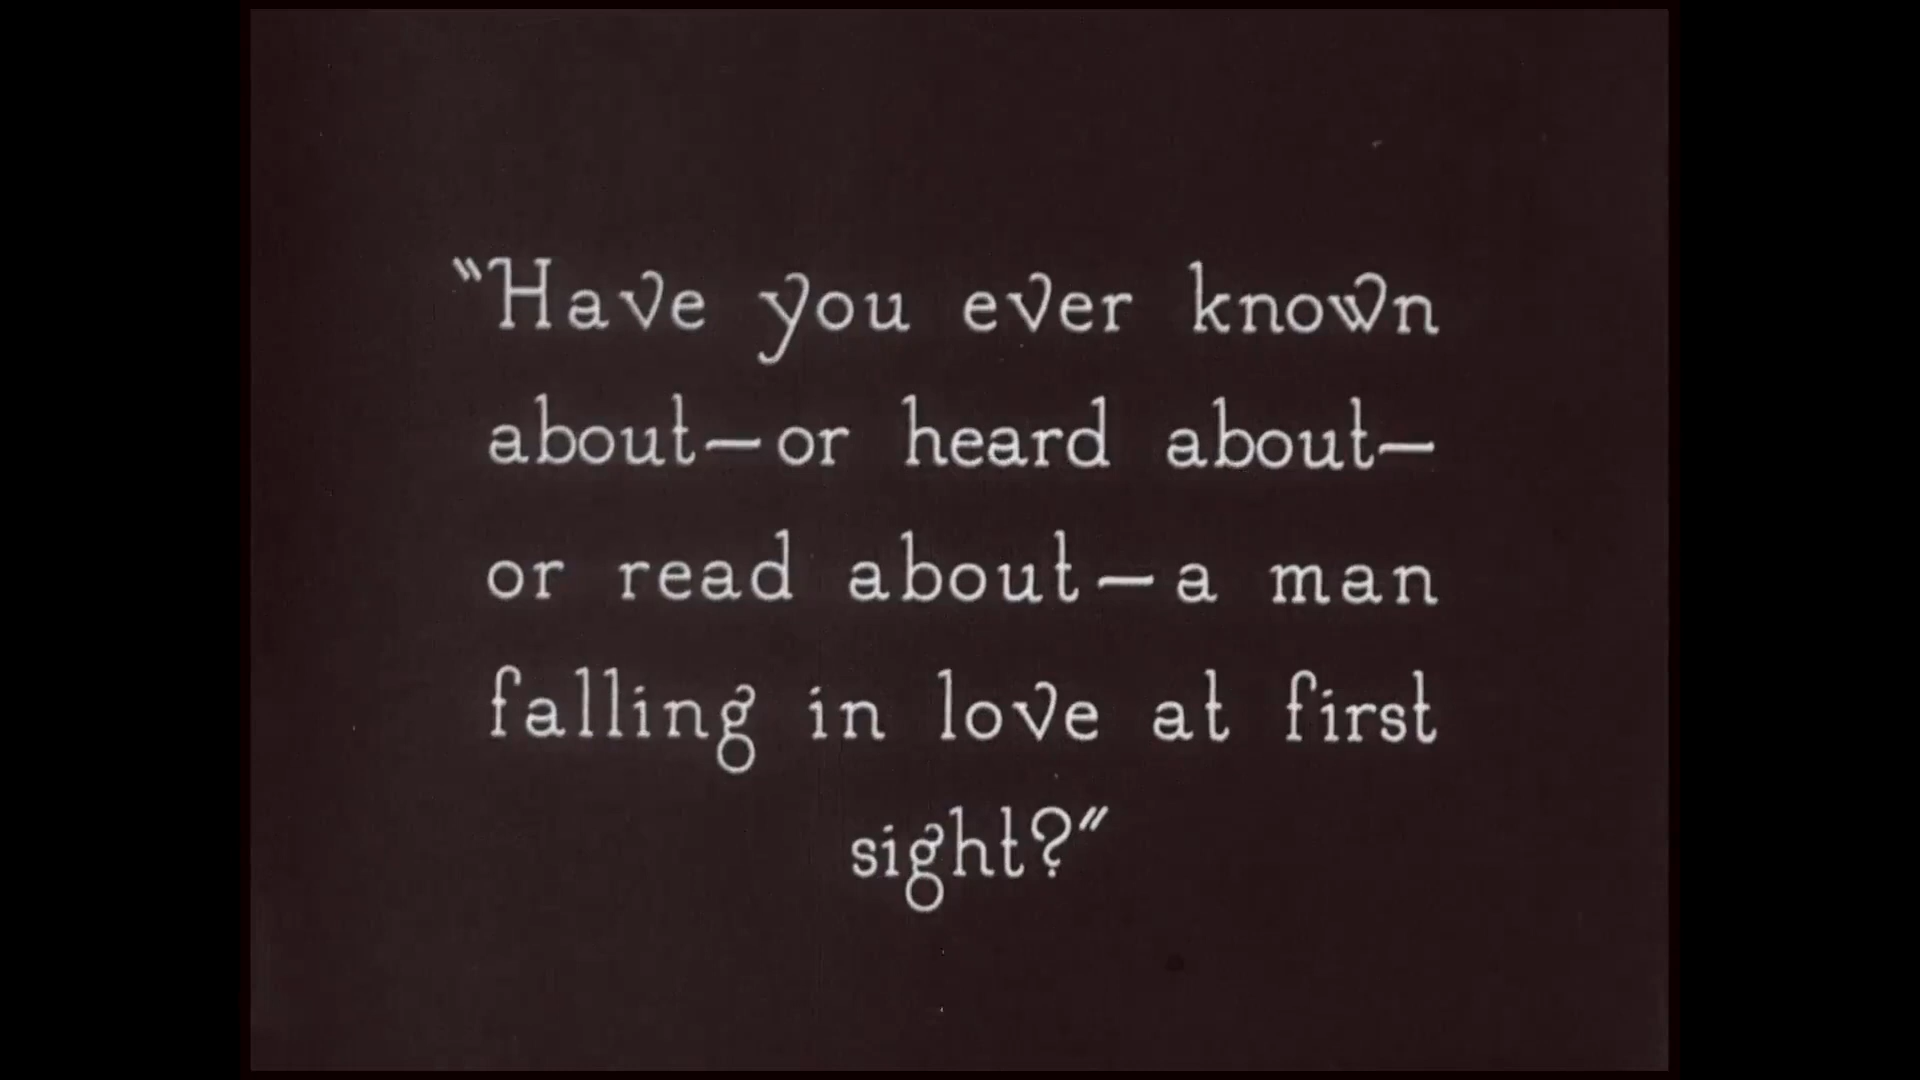 "Have you ever known
about—or heard about—
or read about—a man
falling in love at first
sight?"